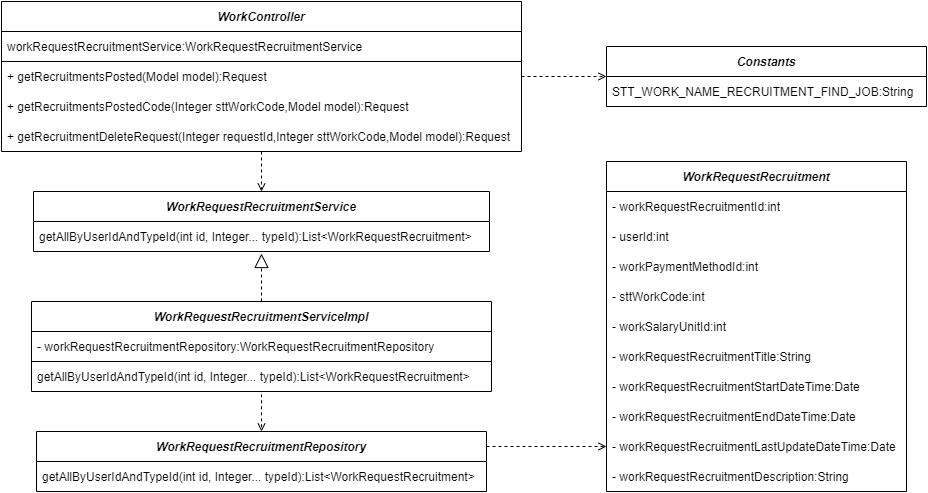 WorkController
workRequestRecruitmentService:WorkRequestRecruitmentService
+ getRecruitmentsPosted(Model model):Request
+ getRecruitmentsPostedCode(Integer sttWorkCode,Model model):Request
+ getRecruitmentDeleteRequest(Integer requestId,Integer sttWorkCode,Model model):Request
Constants
STT_WORK_NAME_RECRUITMENT_FIND_JOB:String
WorkRequestRecruitmentService
getAllByUserIdAndTypeId(int id, Integer... typeId):List<WorkRequestRecruitment>
WorkRequestRecruitmentServiceImpl
- workRequestRecruitmentRepository:WorkRequestRecruitmentRepository
getAllByUserIdAndTypeId(int id, Integer... typeId):List<WorkRequestRecruitment>
WorkRequestRecruitmentRepository
getAllByUserIdAndTypeId(int id, Integer... typeId):List<WorkRequestRecruitment>
WorkRequestRecruitment
- workRequestRecruitmentId:int
- userId:int
- workPaymentMethodId:int
- sttWorkCode:int
- workSalaryUnitId:int
- workRequestRecruitmentTitle:String
- workRequestRecruitmentStartDateTime:Date
- workRequestRecruitmentEndDateTime:Date
- workRequestRecruitmentLastUpdateDateTime:Date
- workRequestRecruitmentDescription:String